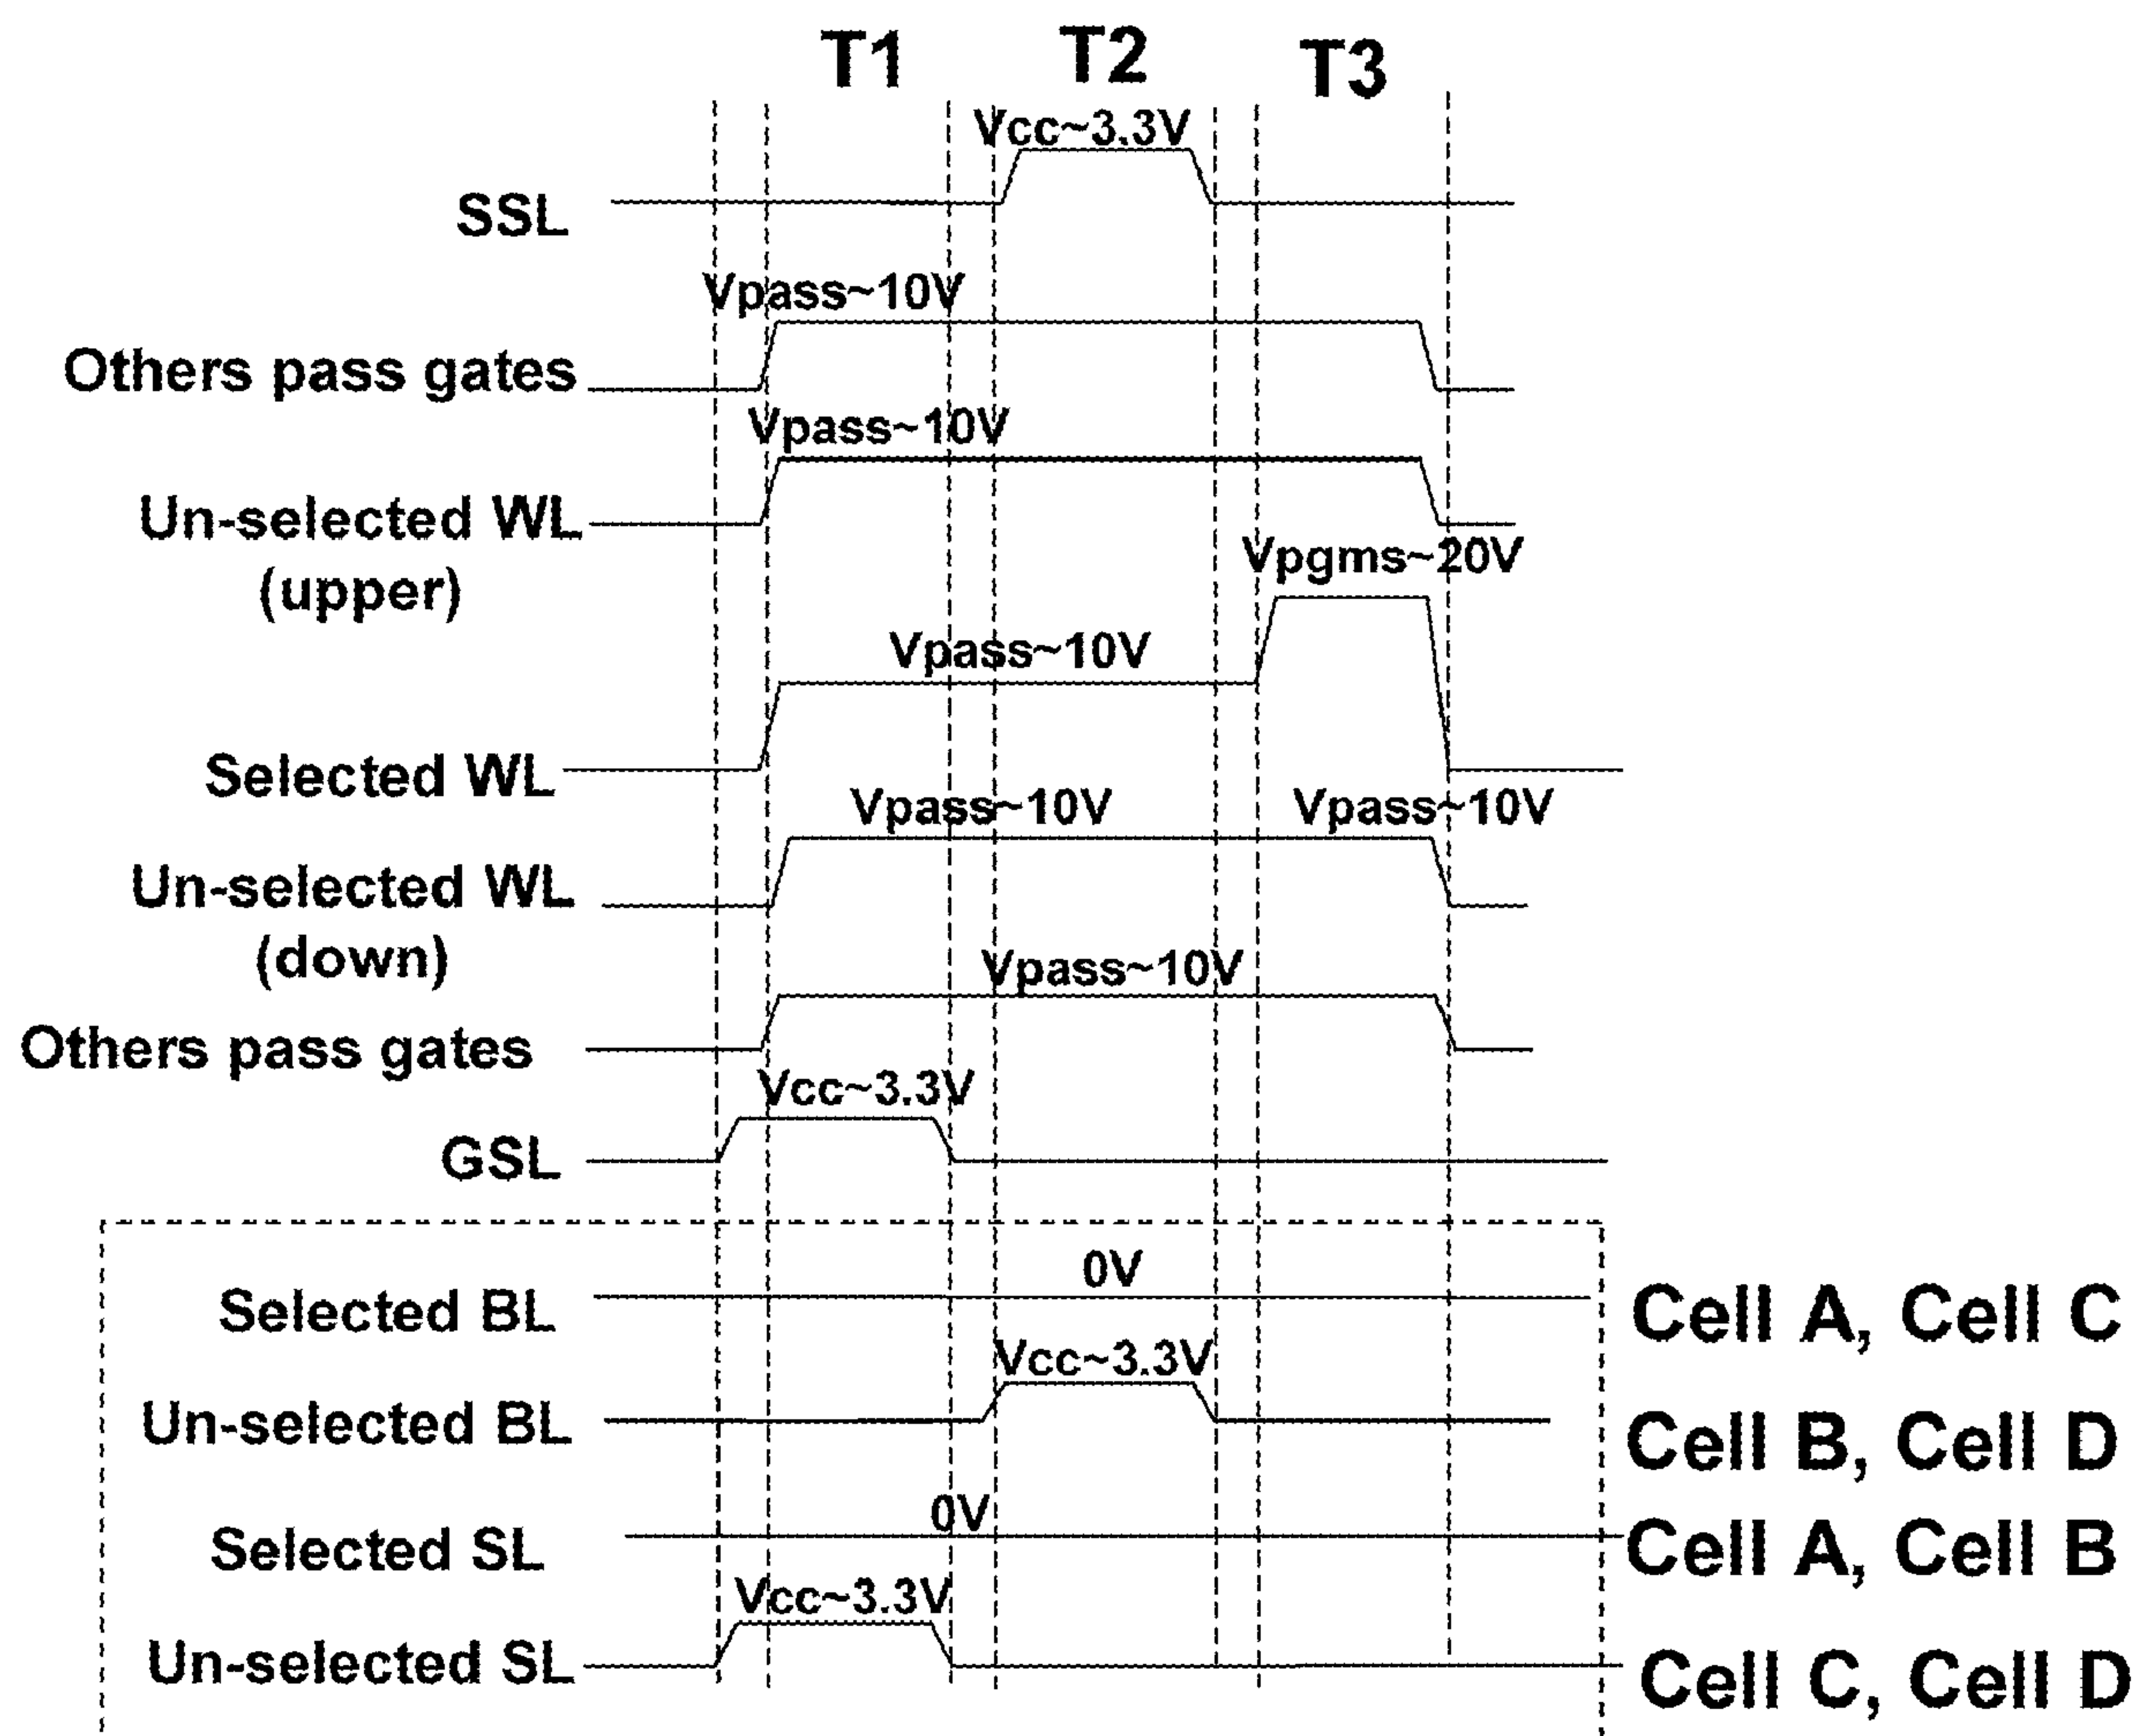 T1 T2 T3
Vcc~3.3V
SSL
Vpass~10V
Others pass gates
Vpass~10V
Un-selected WL
(upper)
Vpgms~20V
Vpass~10V
Selected WL
Vpass~10V Vpass~10V
Un-selected WL
(down)
Vpass~10V
Others pass gates
Vcc~3.3V
GSL
0V
Selected BL Cell A, Cell C
Vcc~3.3V
Un-selected BL Cell B, Cell D
0V
Selected SL Cell A, Cell B
Vcc~3.3V
Un-selected SL Cell C, Cell D